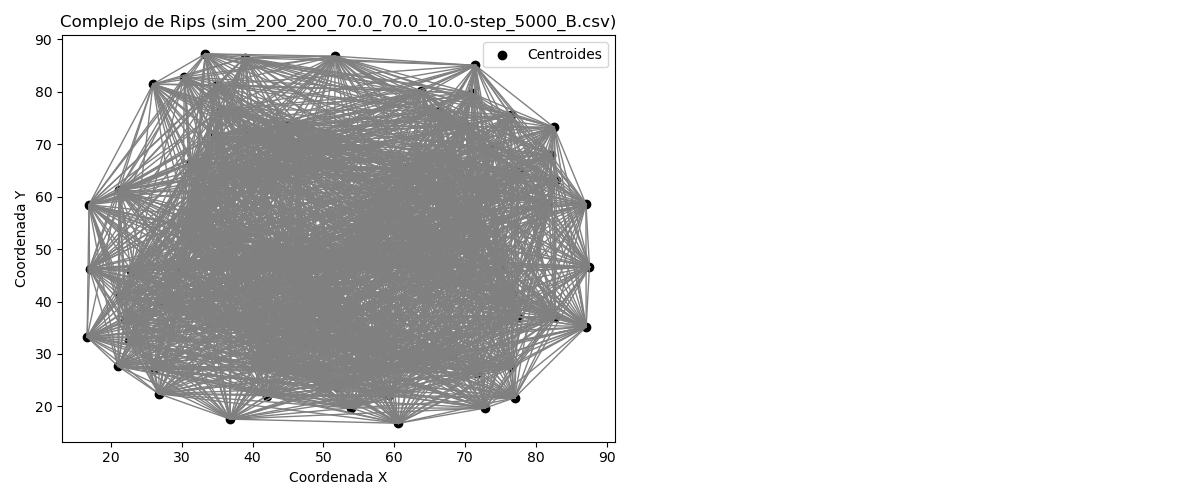 Complejo de Rips (sim_200_200_70.0_70.0_10.0-step_5000_B.csv)
Centroides
90
80
70
60
50
40
30
20
Coordenada Y
20 30 40 50 60 70 80 90
Coordenada X